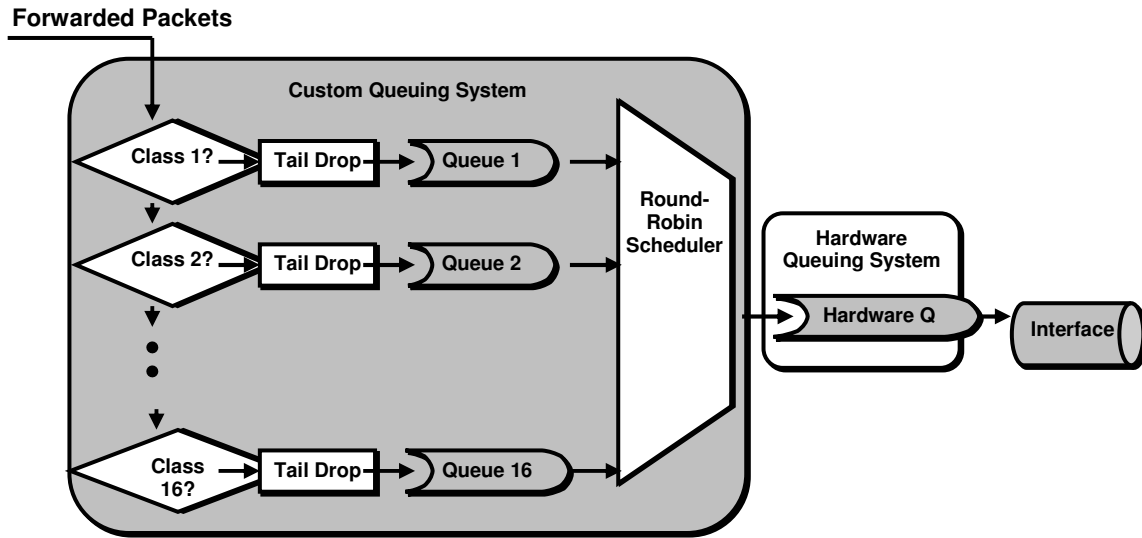 Forwarded Packets
Custom Queuing System
Class 1?
Tail Drop
Queue 1
Class 2?
Tail Drop
Queue 2
Class
16?
Tail Drop
Queue 16
Round-
Robin
Scheduler
Hardware
Queuing System
Hardware Q
Interface